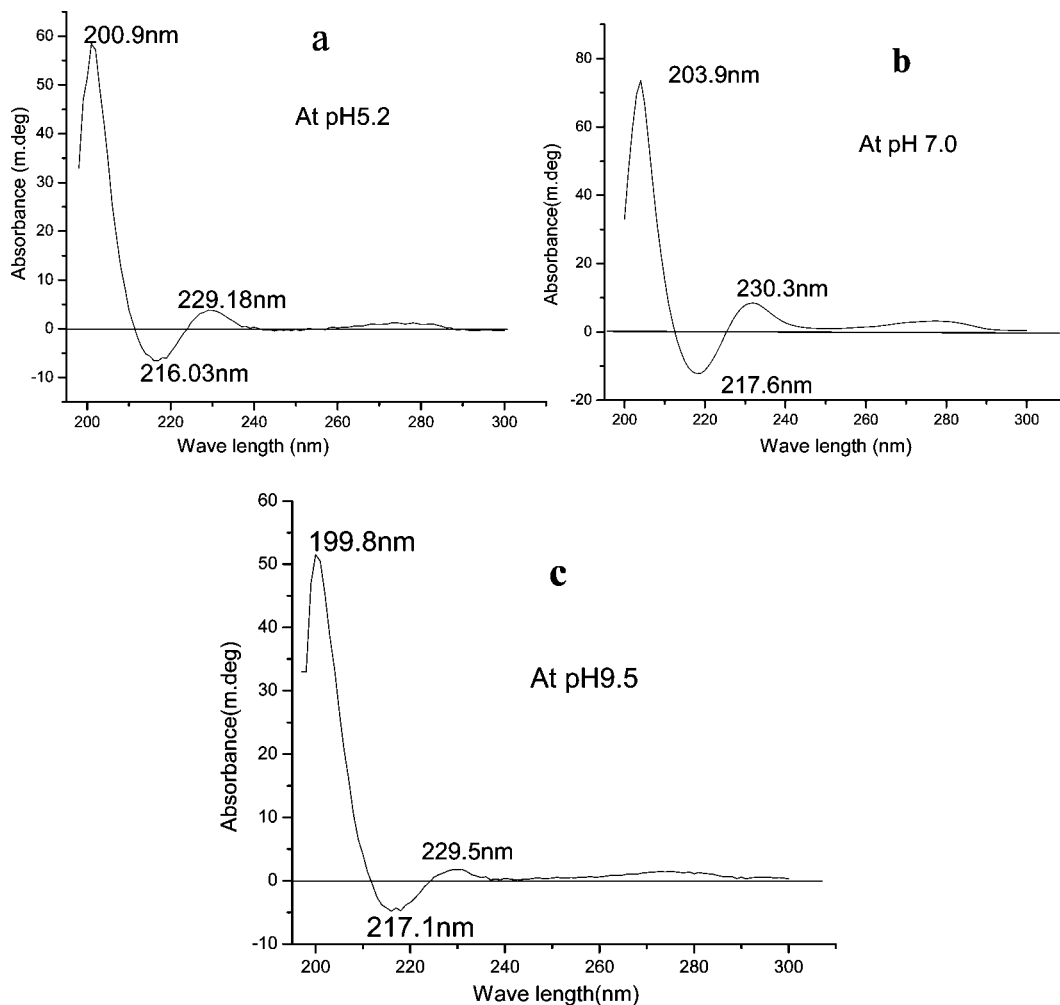 a
200.9nm
At pH5.2
229.18nm
216.03nm
Absorbance (m.deg)
60
50
40
30
20
10
0
-10
200 220 240 260 280 300
Wave length (nm)
b
203.9nm
At pH 7.0
230.3nm
217.6nm
Absorbance(m.deg)
80
60
40
20
0
-20
200 220 240 260 280 300
Wave length (nm)
c
199.8nm
At pH9.5
229.5nm
217.1nm
Absorbance(m.deg)
60
50
40
30
20
10
0
-10
200 220 240 260 280 300
Wave length(nm)